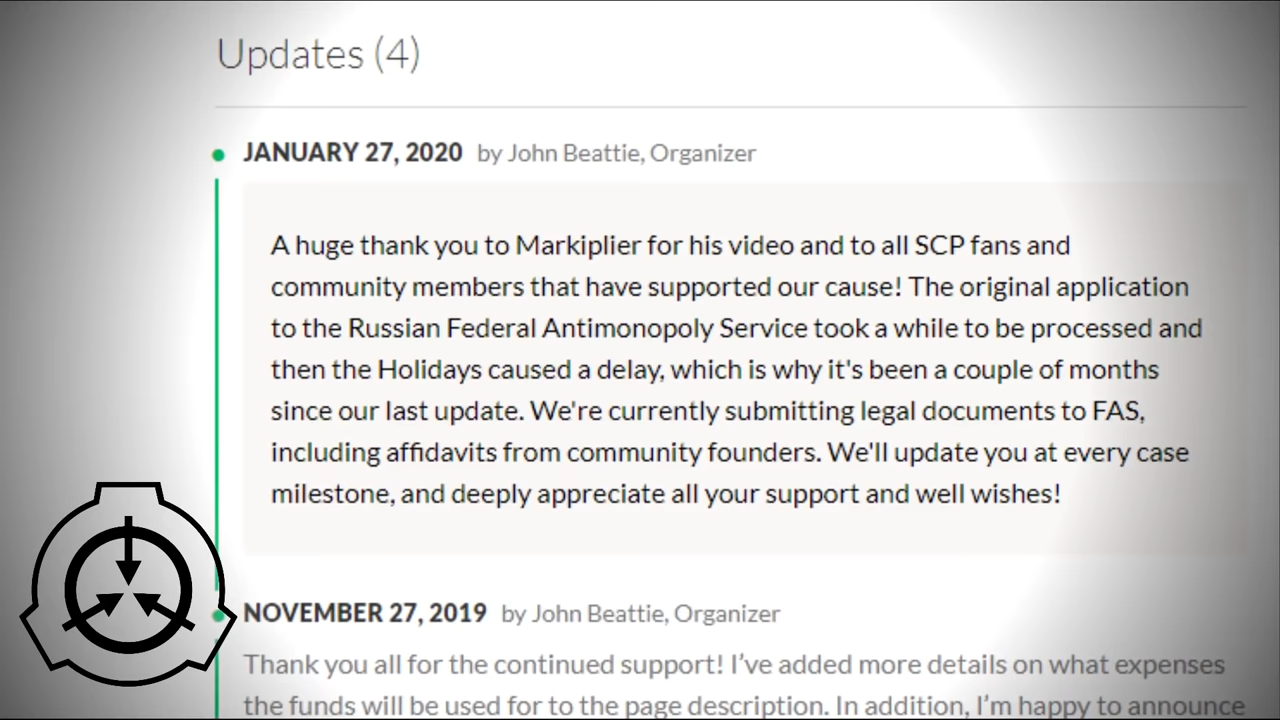 Updates (4)
JANUARY 27, 2020 by John Beattie, Organizer
A huge thank you to Markiplier for his video and to all SCP fans and
community members that have supported our cause! The original application
to the Russian Federal Antimonopoly Service took a while to be processed and
then the Holidays caused a delay, which is why it's been a couple of months
since our last update. We're currently submitting legal documents to FAS,
including affidavits from community founders. We'll update you at every case
milestone, and deeply appreciate all your support and well wishes!
NOVEMBER 27, 2019 by John Beattie, Organizer
Thank you all for the continued support! I’ve added more details on what expenses
the funds will be used for to the page description. In addition, I’m happy to announce